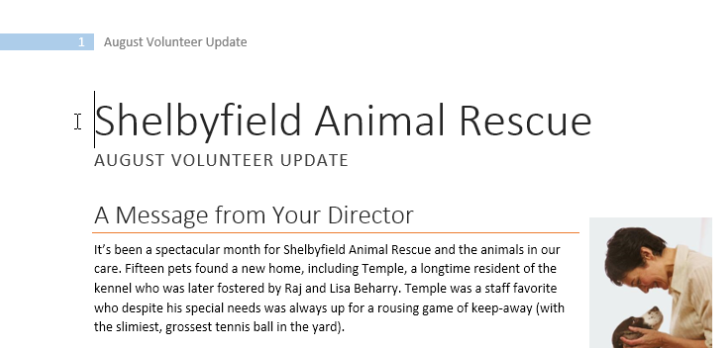 1 August Volunteer Update
Shelbyfield Animal Rescue
AUGUST VOLUNTEER UPDATE
A Message from Your Director
It's been a spectacular month for Shelbyfield Animal Rescue and the animals in our
care. Fifteen pets found a new home, including Temple, a longtime resident of the
kennel who was later fostered by Raj and Lisa Beharry. Temple was a staff favorite
who despite his special needs was always up for a rousing game of keep-away (with
the slimiest, grossest tennis ball in the yard).